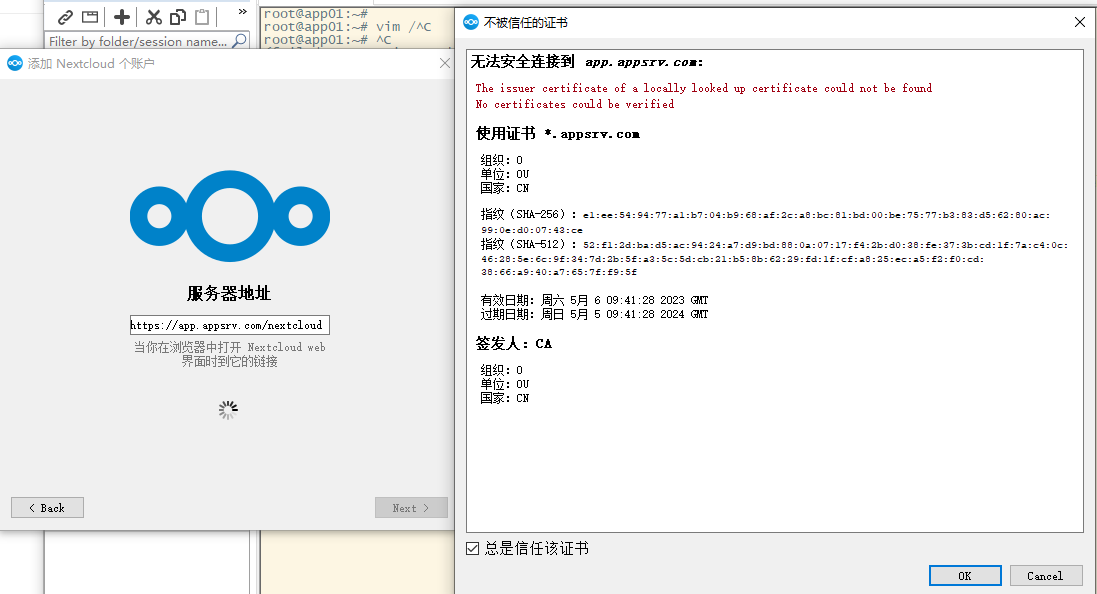 »
Filter by folder/session name...
root@app01:~#
root@app01:~# vim /^C
root@app01:~# ^C
添加 Nextcloud 个账户
服务器地址
https://app.appsrv.com/nextcloud
当你在浏览器中打开 Nextcloud web
界面时到它的链接
< Back
Next >
不被信任的证书
无法安全连接到 app.appsrv.com:
The issuer certificate of a locally looked up certificate could not be found
No certificates could be verified
使用证书 *.appsrv.com
组织: O
单位: OU
国家: CN
指纹 (SHA-256) : e1:ee:54:94:77:a1:b7:04:b9:68:af:2c:a8:bc:81:bd:00:be:75:77:b3:83:d5:62:80:ac:
99:0e:d0:07:43:ce
指纹 (SHA-512) : 52:f1:2d:ba:d5:ac:94:24:a7:d9:bd:88:0a:07:17:f4:2b:d0:38:fe:37:3b:cd:1f:7a:c4:0c:
46:28:5e:6c:9f:34:7d:2b:5f:a3:5c:5d:cb:21:b5:8b:62:29:fd:1f:cf:a8:25:ec:a5:f2:f0:cd:
38:66:a9:40:a7:65:7f:f9:5f
有效日期: 周六 5月 6 09:41:28 2023 GMT
过期日期: 周日 5月 5 09:41:28 2024 GMT
签发人: CA
组织: O
单位: OU
国家: CN
总是信任该证书
OK
Cancel